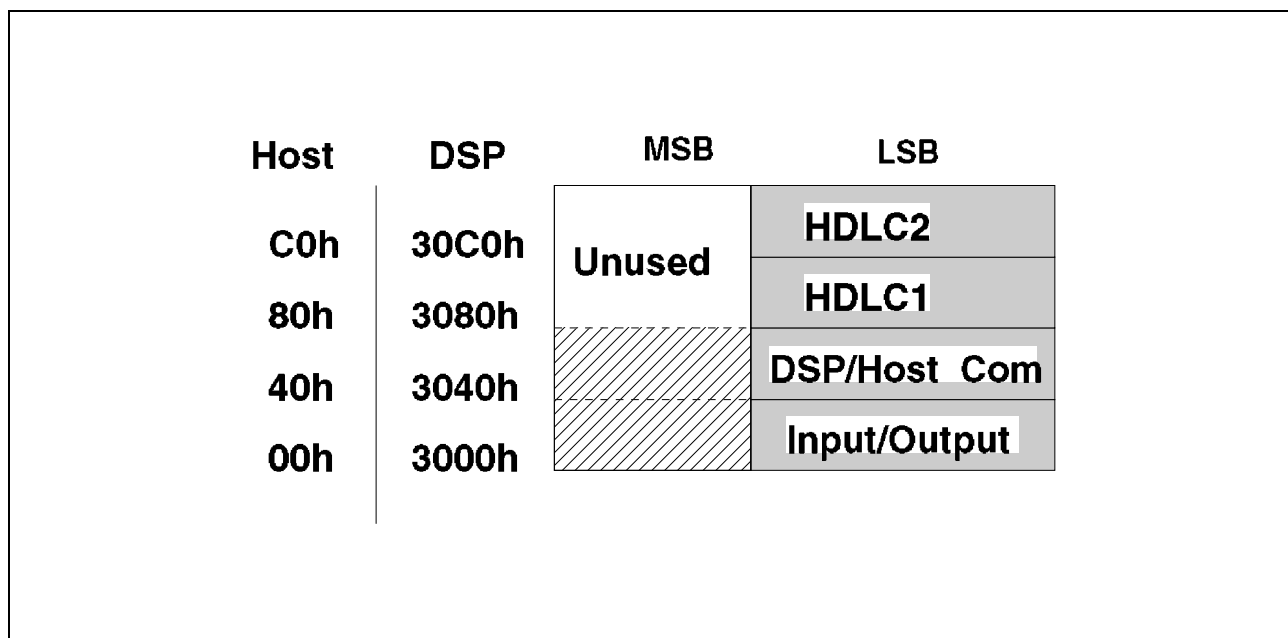 Host DSP MSB LSB
C0h 30C0h Unused HDLC2
80h 3080h HDLC1
40h 3040h DSP/Host Com
00h 3000h Input/Output